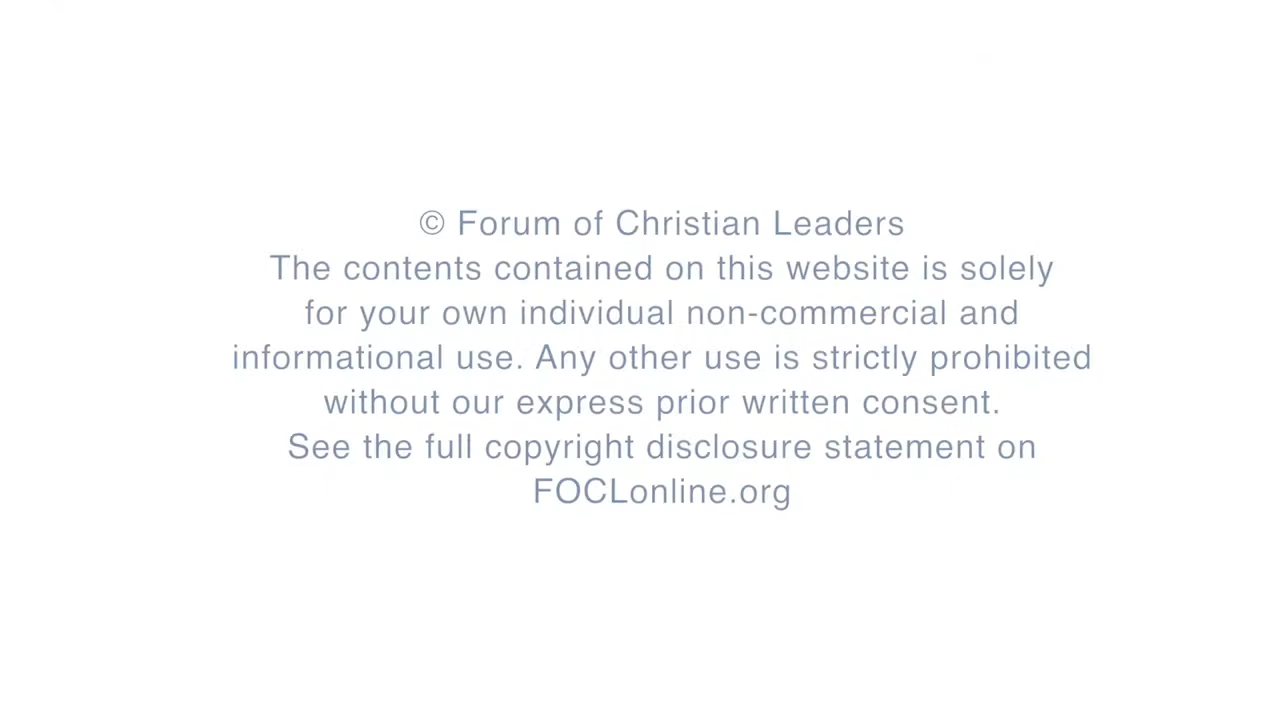 © Forum of Christian Leaders
The contents contained on this website is solely
for your own individual non-commercial and
informational use. Any other use is strictly prohibited
without our express prior written consent.
See the full copyright disclosure statement on
FOCLonline.org